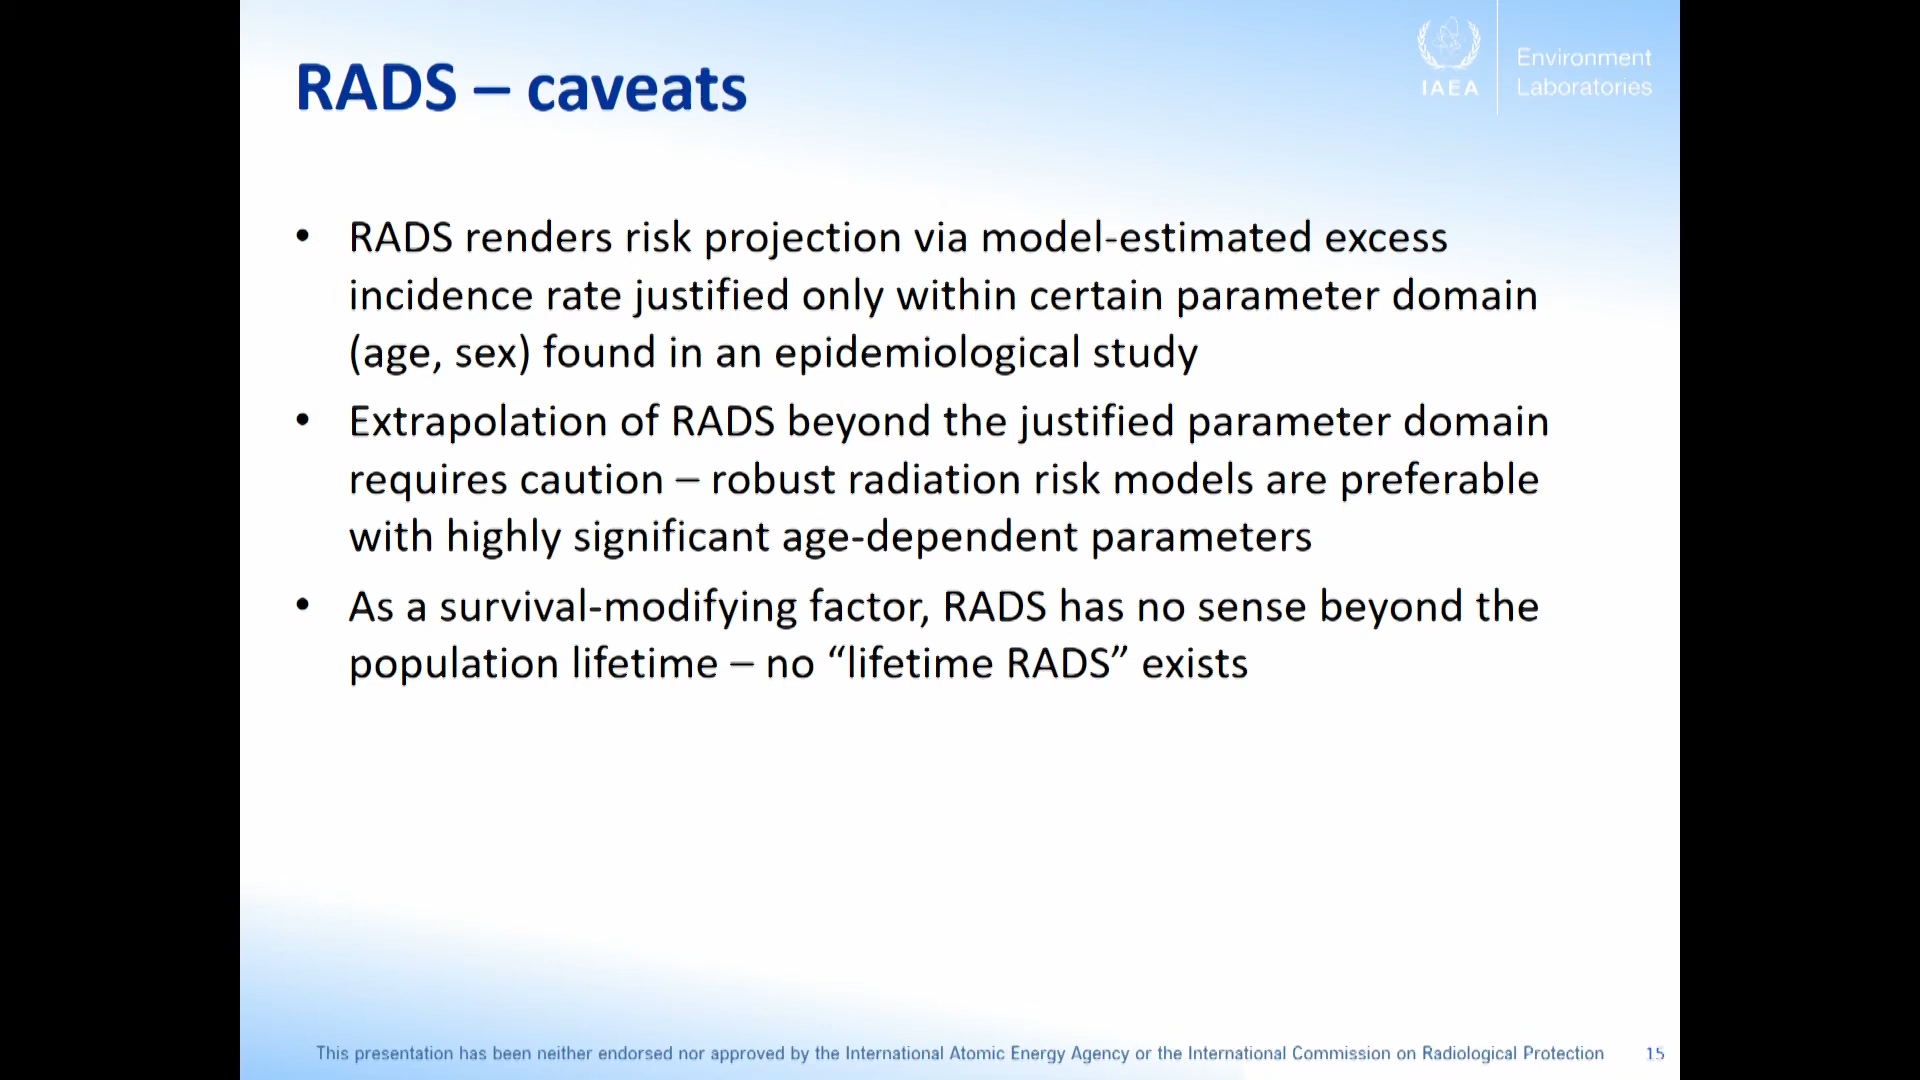 RADS – caveats
IAEA
Environment
Laboratories
• RADS renders risk projection via model-estimated excess
incidence rate justified only within certain parameter domain
(age, sex) found in an epidemiological study
• Extrapolation of RADS beyond the justified parameter domain
requires caution – robust radiation risk models are preferable
with highly significant age-dependent parameters
• As a survival-modifying factor, RADS has no sense beyond the
population lifetime – no “lifetime RADS” exists
This presentation has been neither endorsed nor approved by the International Atomic Energy Agency or the International Commission on Radiological Protection
15